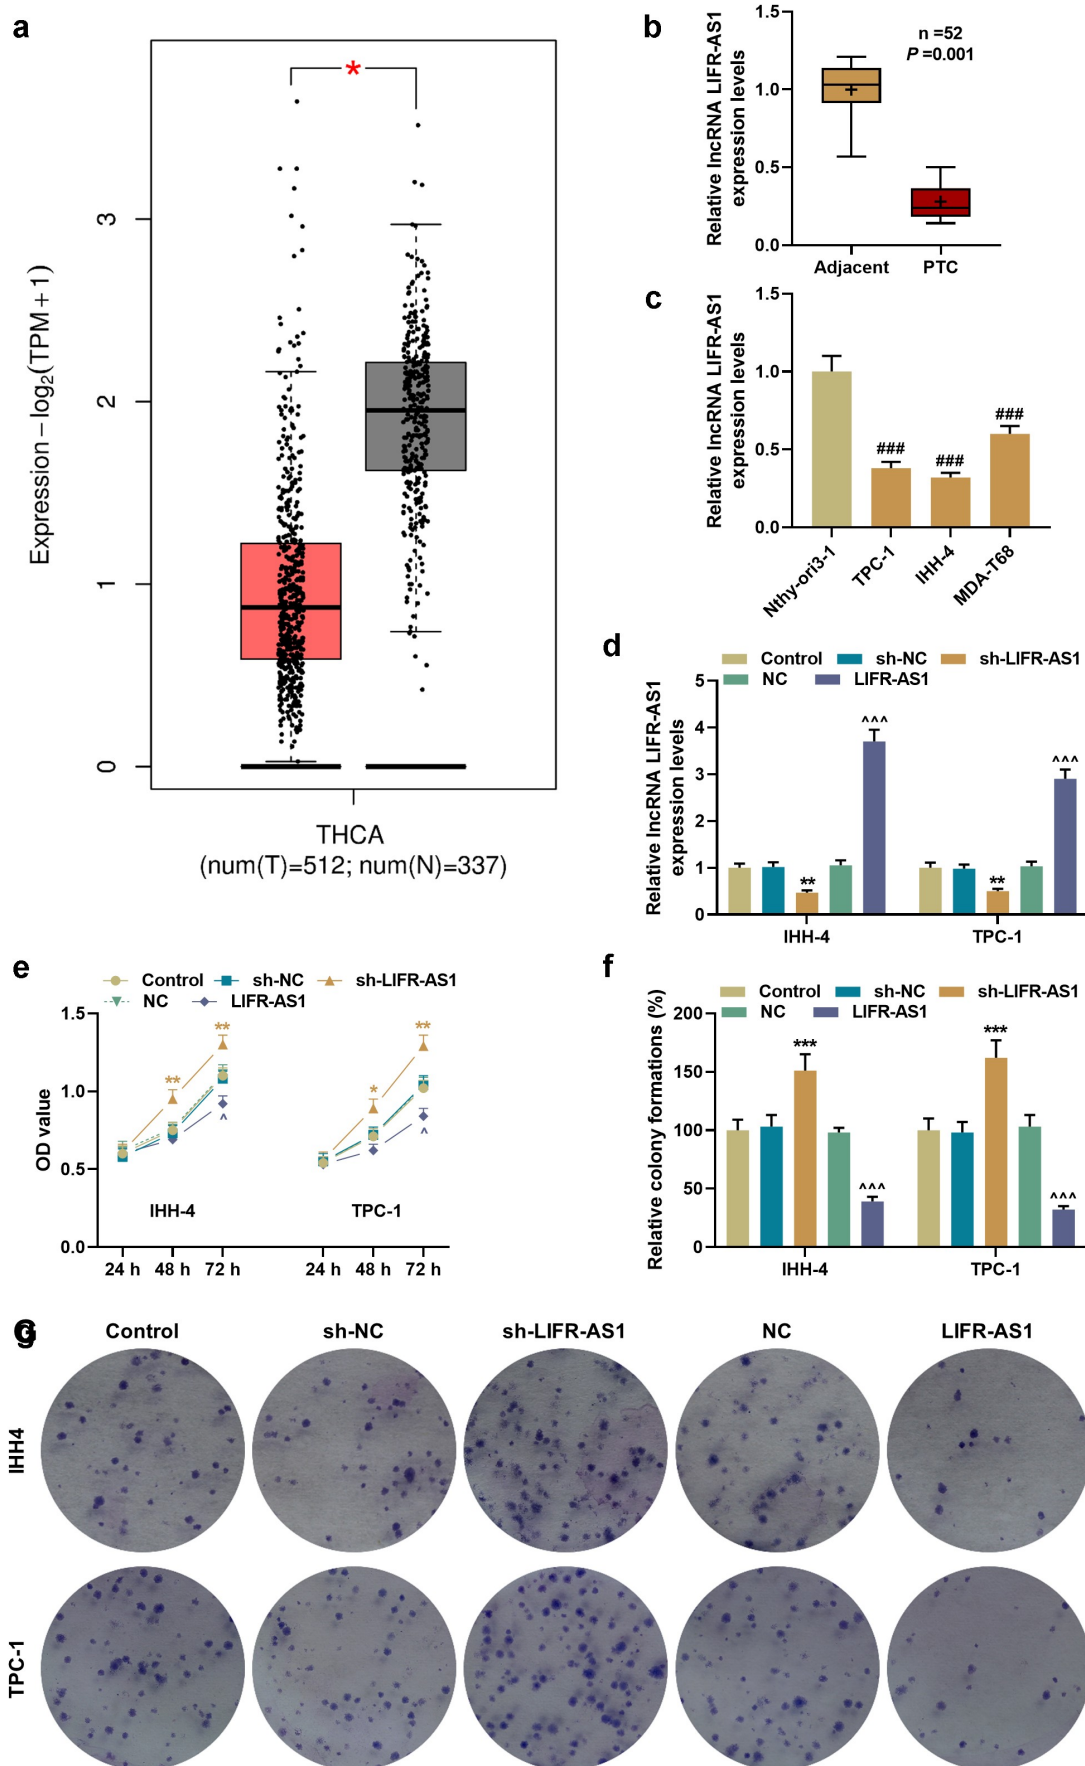 a
*
3
2
1
0
Expression −log2(TPM + 1)
THCA
(num(T)=512; num(N)=337)
b
Relative lncRNA LIFR-AS1
expression levels
1.5
1.0
0.5
0.0
n =52
P =0.001
Adjacent PTC
c
Relative lncRNA LIFR-AS1
expression levels
1.5
1.0
0.5
0.0
### ### ###
Nthy-ori3-1 TPC-1 IHH-4 MDA-T68
d
Control sh-NC sh-LIFR-AS1
NC LIFR-AS1
Relative lncRNA LIFR-AS1
expression levels
5
4
3
2
1
0
** ^^^ ** ^^^
IHH-4 TPC-1
e
Control sh-NC sh-LIFR-AS1
NC LIFR-AS1
OD value
1.5
1.0
0.5
0.0
** ** ^ * ** ^
IHH-4 TPC-1
24 h 48 h 72 h 24 h 48 h 72 h
f
Control sh-NC sh-LIFR-AS1
NC LIFR-AS1
Relative colony formations (%)
200
150
100
50
0
*** ^^^ *** ^^^
IHH-4 TPC-1
g
Control sh-NC sh-LIFR-AS1 NC LIFR-AS1
IHH4
TPC-1